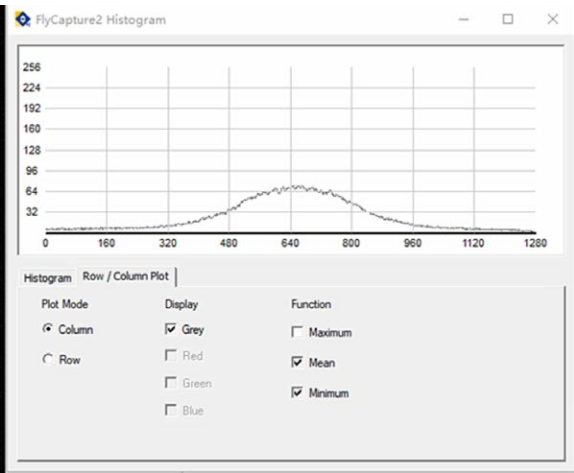 FlyCapture2 Histogram
256
224
192
160
128
96
64
32
0 160 320 480 640 800 960 1120 1280
Histogram Row / Column Plot
Plot Mode Display Function
Column Grey Maximum
Row Red Mean
Green Minimum
Blue